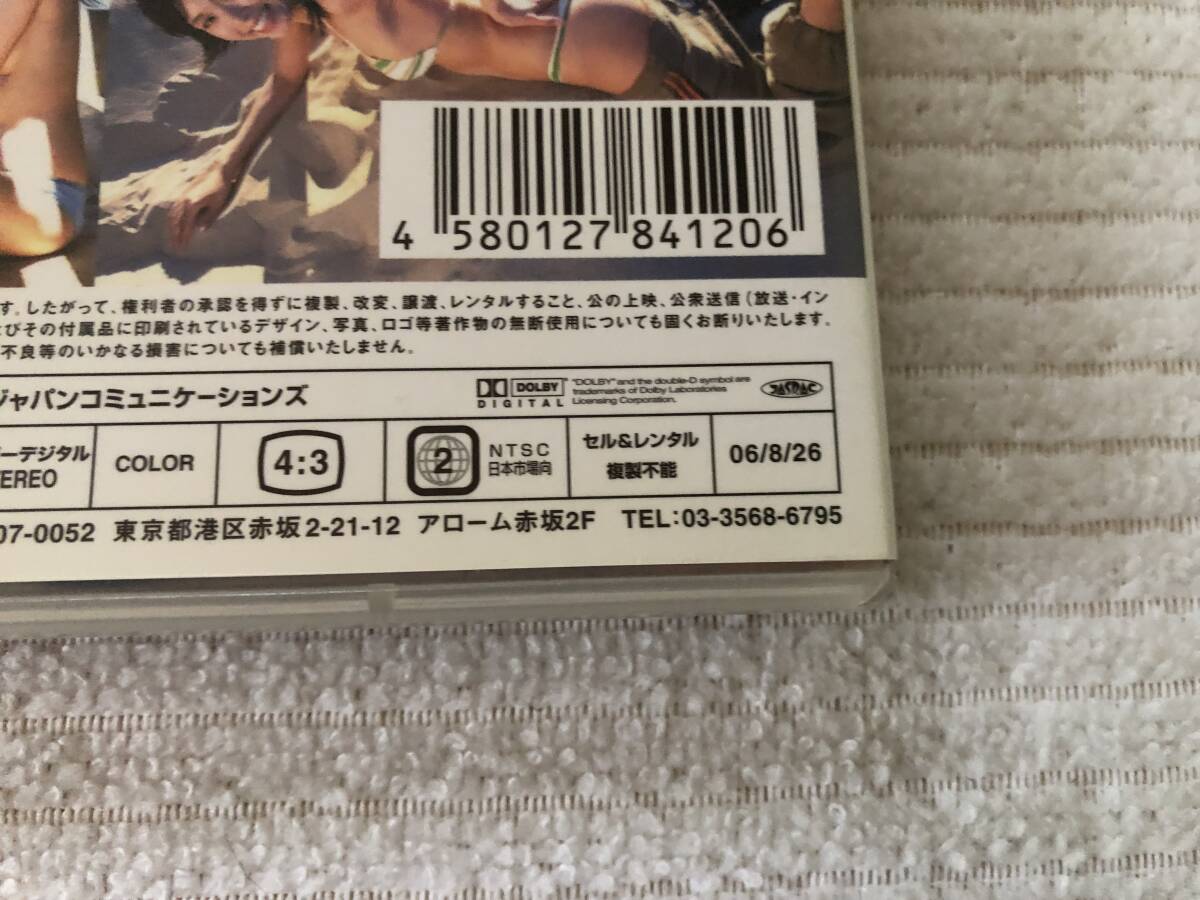 4 580127 841206
す。したがって、権利者の承認を得ずに複製、改変、譲渡、レンタルすること、公の上映、公衆送信(放送・イン
びその付属品に印刷されているデザイン、写真、ロゴ等著作物の無断使用についても固くお断りいたします。
不良等のいかなる損害についても補償いたしません。
ジャパンコミュニケーションズ
DOLBY
DIGITAL
"DOLBY" and the double-D symbol are
trademarks of Dolby Laboratories
Licensing Corporation.
ーデジタル
EREO
COLOR
4:3
2
NTSC
日本市場向
セル&レンタル
複製不能
06/8/26
07-0052 東京都港区赤坂2-21-12 アローム赤坂2F TEL:03-3568-6795